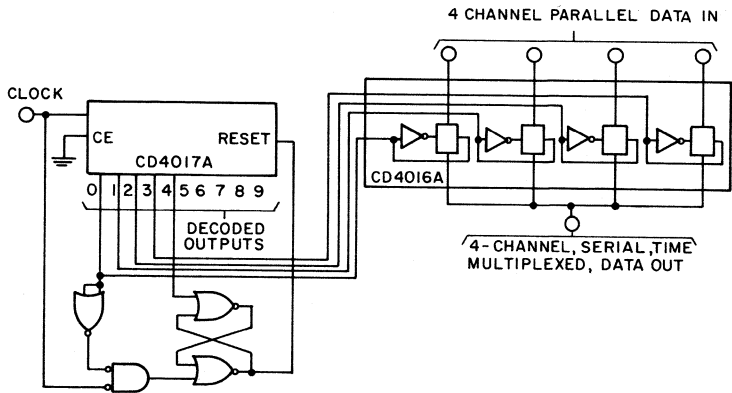 4 CHANNEL PARALLEL DATA IN
CLOCK
CE
RESET
CD4017A
0 1 2 3 4 5 6 7 8 9
DECODED
OUTPUTS
CD4016A
4-CHANNEL, SERIAL, TIME
MULTIPLEXED, DATA OUT